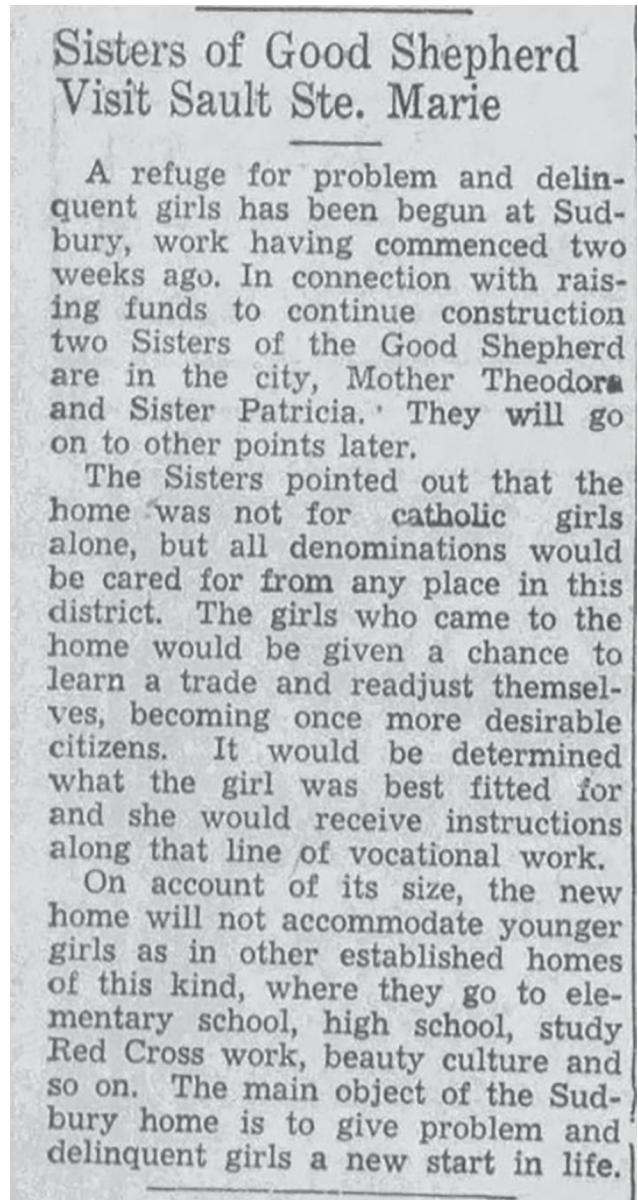 Sisters of Good Shepherd
Visit Sault Ste. Marie
A refuge for problem and delin-
quent girls has been begun at Sud-
bury, work having commenced two
weeks ago. In connection with rais-
ing funds to continue construction
two Sisters of the Good Shepherd
are in the city, Mother Theodora
and Sister Patricia. They will go
on to other points later.
The Sisters pointed out that the
home was not for catholic girls
alone, but all denominations would
be cared for from any place in this
district. The girls who came to the
home would be given a chance to
learn a trade and readjust themsel-
ves, becoming once more desirable
citizens. It would be determined
what the girl was best fitted for
and she would receive instructions
along that line of vocational work.
On account of its size, the new
home will not accommodate younger
girls as in other established homes
of this kind, where they go to ele-
mentary school, high school, study
Red Cross work, beauty culture and
so on. The main object of the Sud-
bury home is to give problem and
delinquent girls a new start in life.